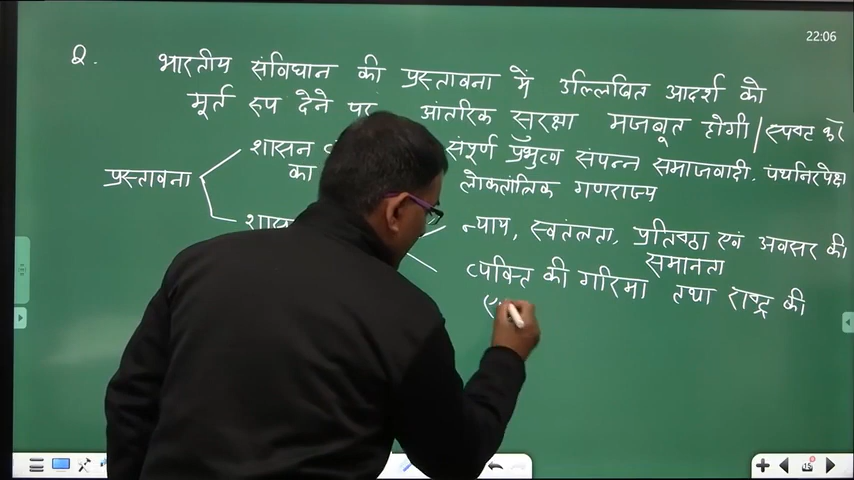 22:06
Q. भारतीय संविधान की प्रस्तावना में उल्लिखित आदर्श को
मूर्त रूप देने पर आंतरिक सुरक्षा मजबूत होगी/स्पष्ट करें
शासन संपूर्ण प्रभुत्व संपन्न समाजवादी, पंथनिरपेक्ष
प्रस्तावना का लोकतांत्रिक गणराज्य
न्याय, स्वतंत्रता, प्रतिष्ठा एवं अवसर की
समानता
व्यक्ति की गरिमा तथा राष्ट्र की